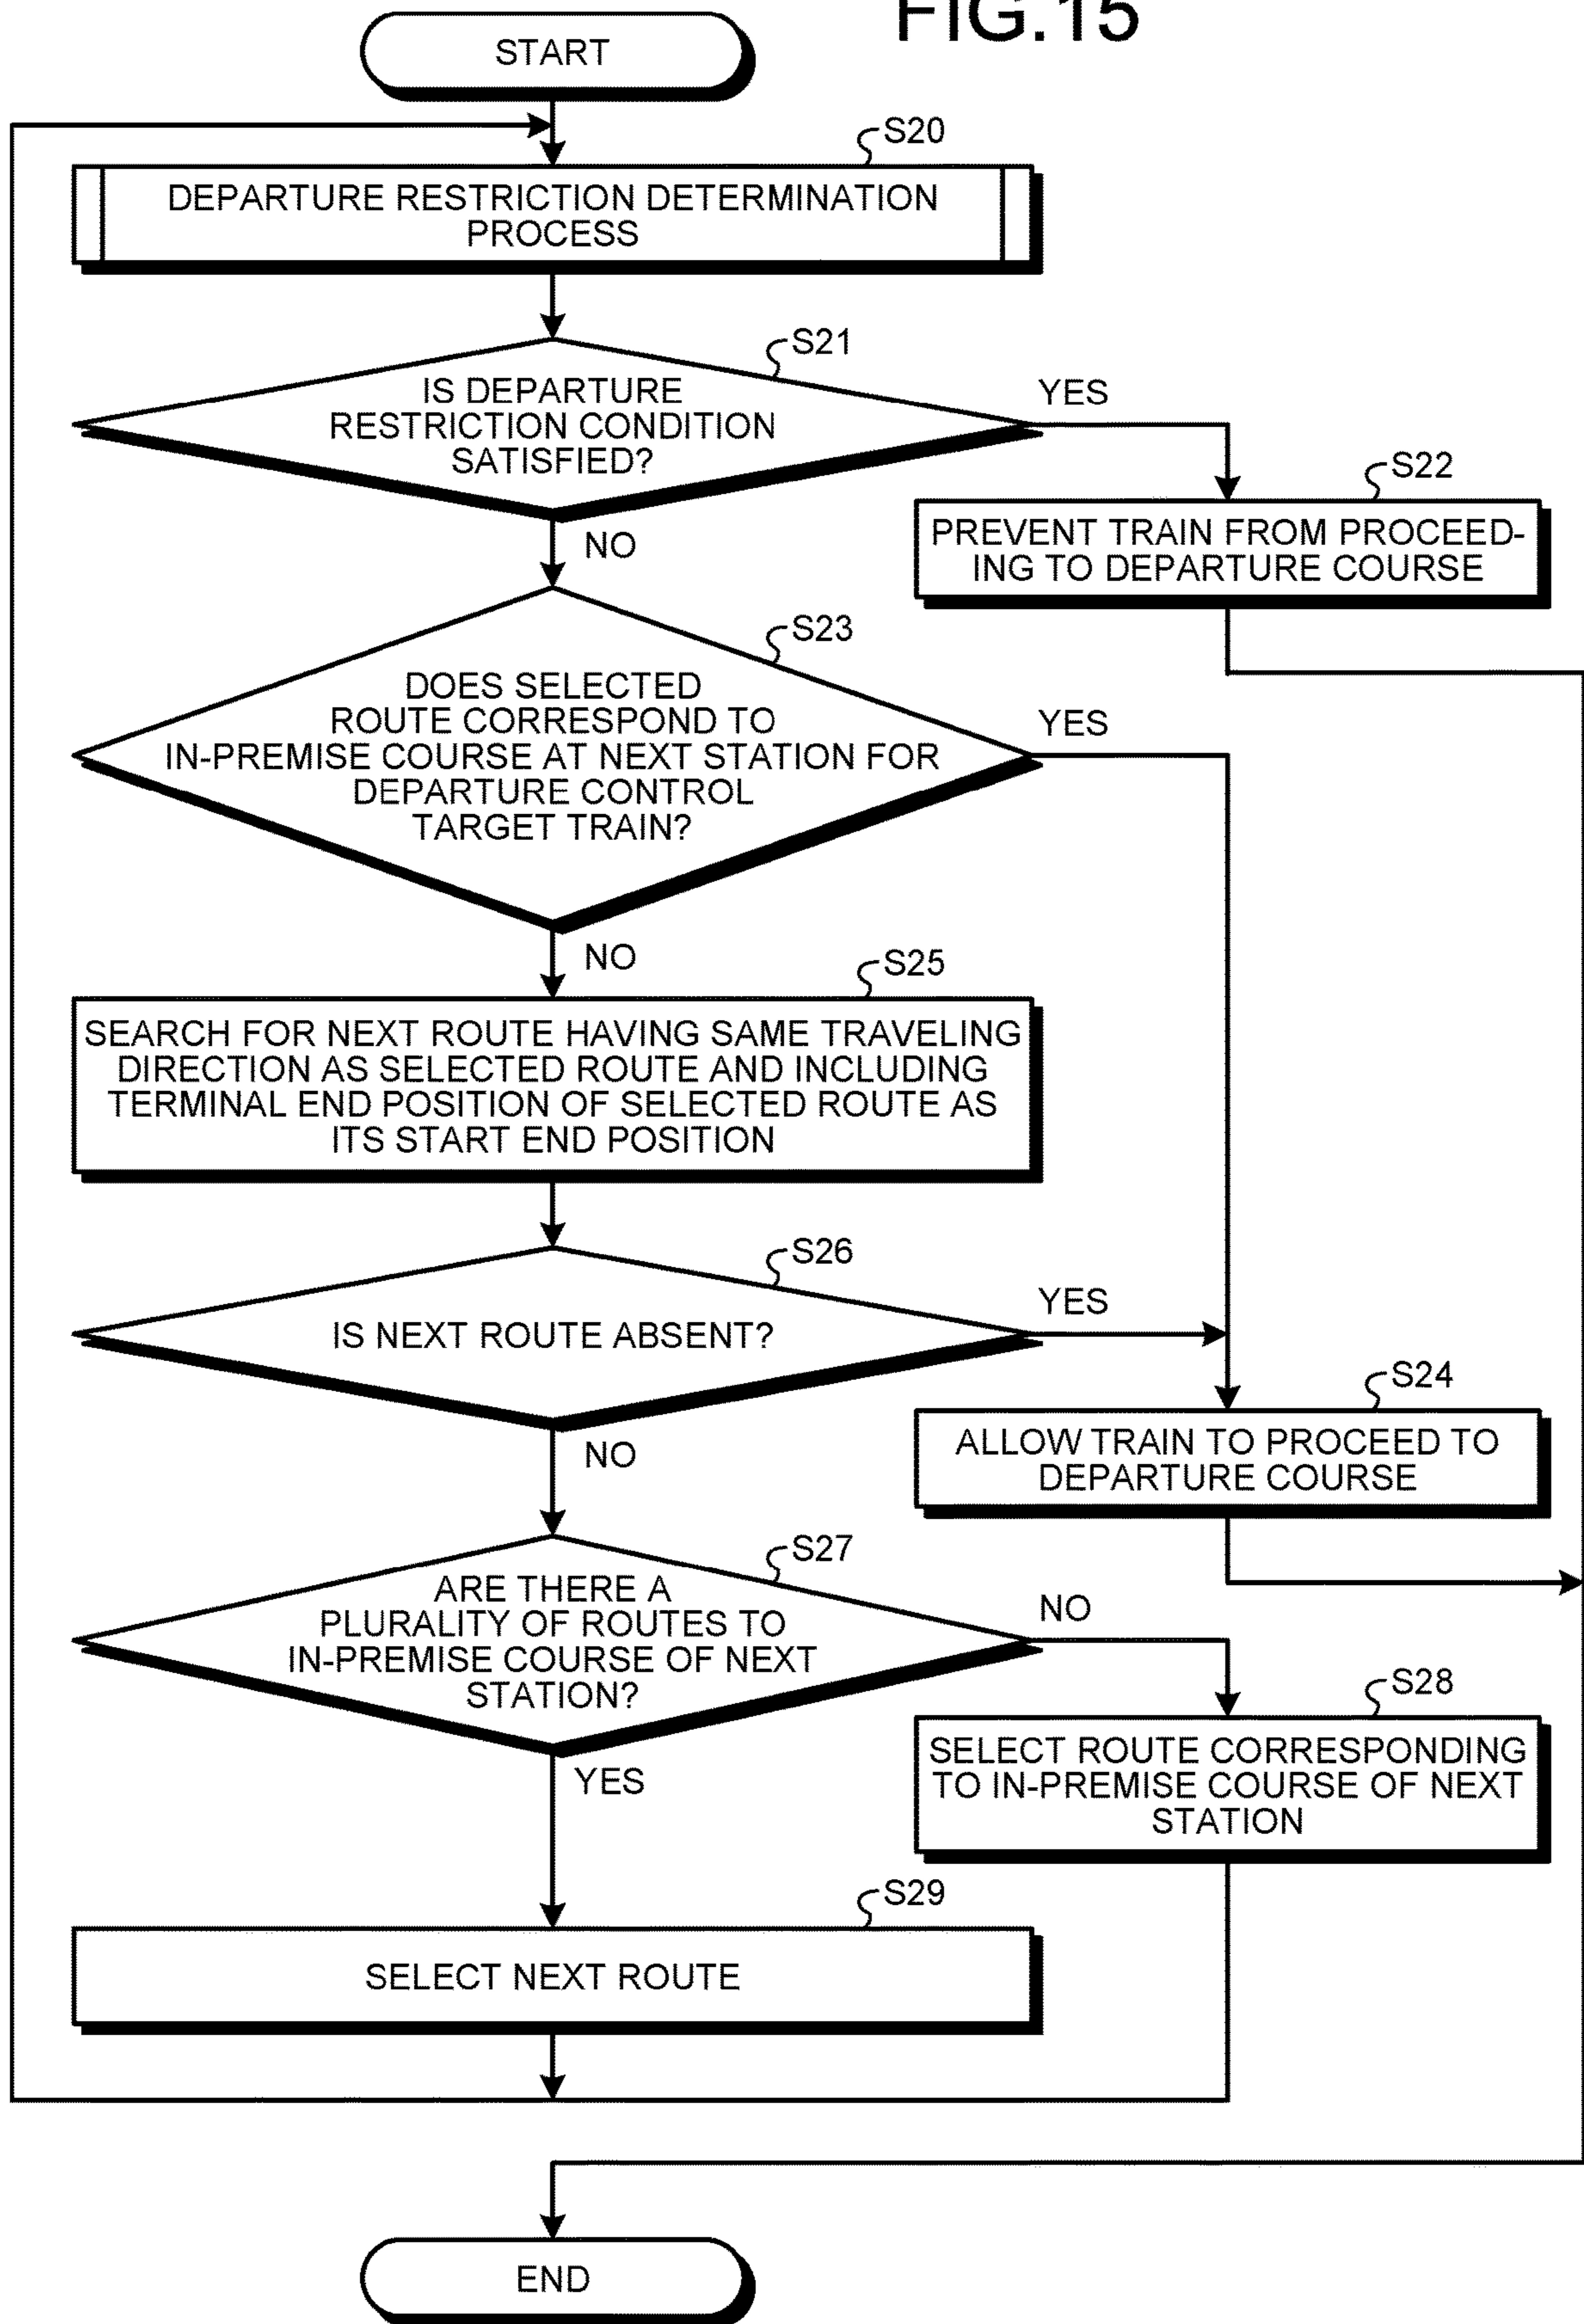 FIG.15
START
S20
DEPARTURE RESTRICTION DETERMINATION
PROCESS
S21
IS DEPARTURE
RESTRICTION CONDITION
SATISFIED?
YES
S22
PREVENT TRAIN FROM PROCEED-
ING TO DEPARTURE COURSE
NO
S23
DOES SELECTED
ROUTE CORRESPOND TO
IN-PREMISE COURSE AT NEXT STATION FOR
DEPARTURE CONTROL
TARGET TRAIN?
YES
NO
S25
SEARCH FOR NEXT ROUTE HAVING SAME TRAVELING
DIRECTION AS SELECTED ROUTE AND INCLUDING
TERMINAL END POSITION OF SELECTED ROUTE AS
ITS START END POSITION
S26
IS NEXT ROUTE ABSENT?
YES
S24
ALLOW TRAIN TO PROCEED TO
DEPARTURE COURSE
NO
S27
ARE THERE A
PLURALITY OF ROUTES TO
IN-PREMISE COURSE OF NEXT
STATION?
NO
S28
SELECT ROUTE CORRESPONDING
TO IN-PREMISE COURSE OF NEXT
STATION
YES
S29
SELECT NEXT ROUTE
END